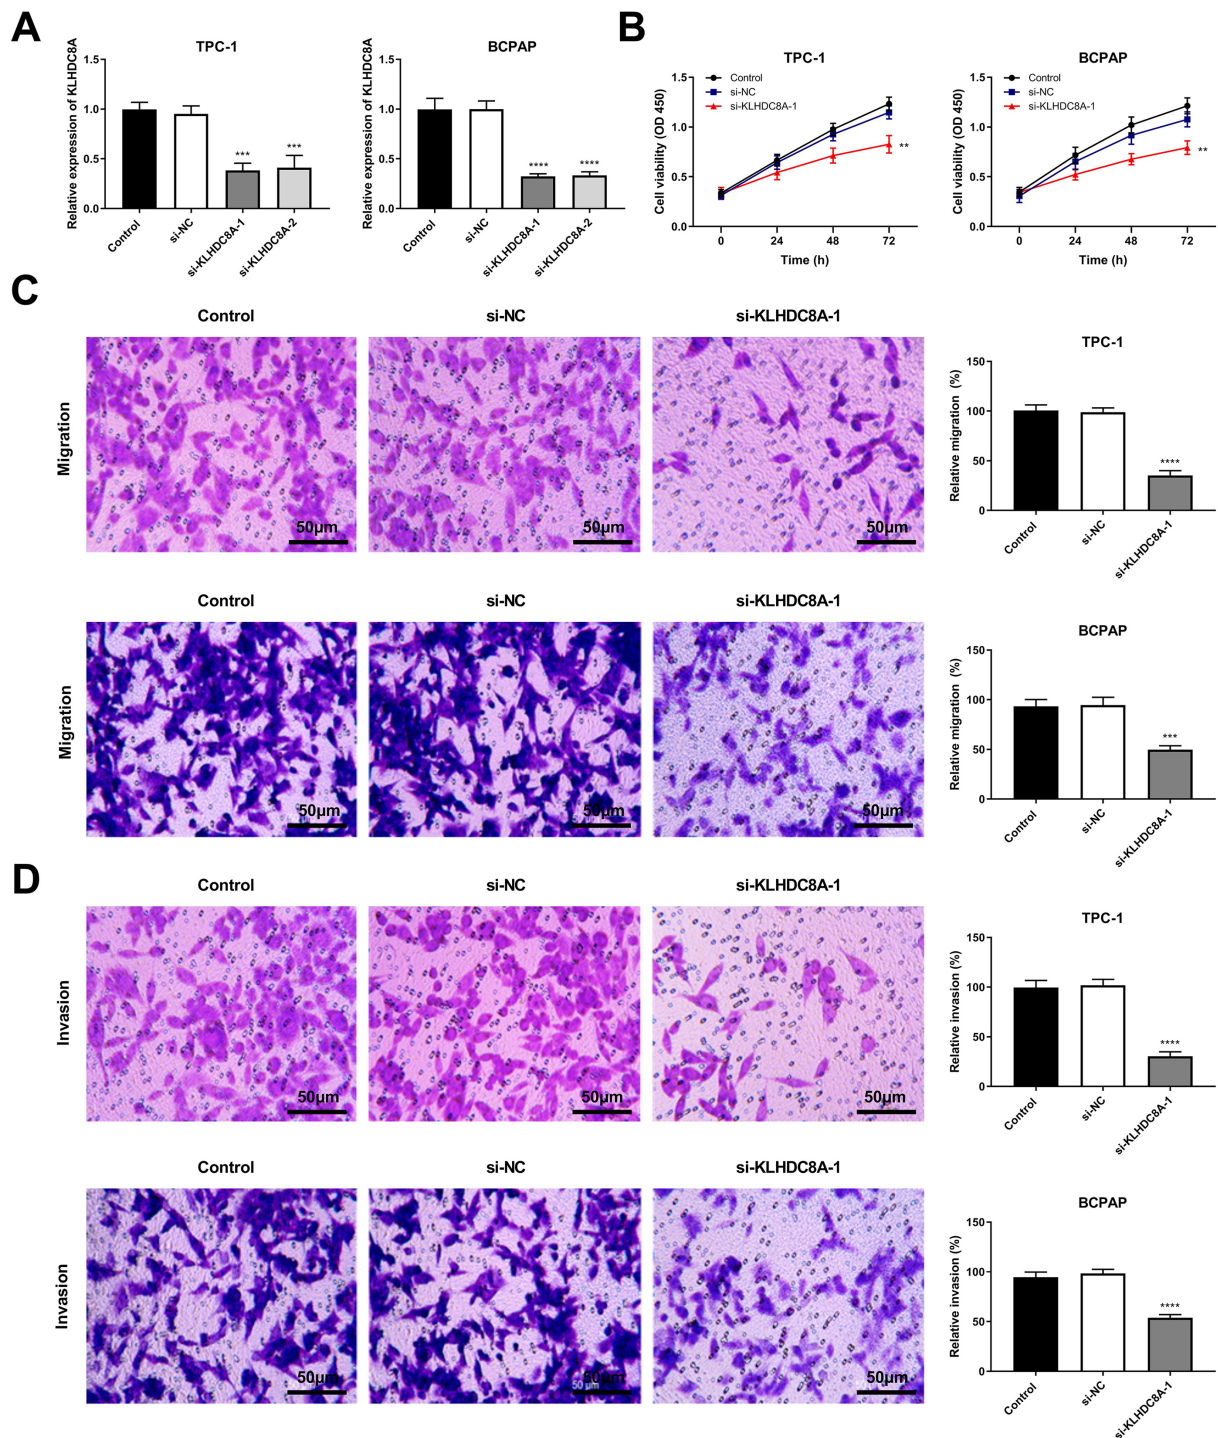 A
TPC-1
Relative expression of KLHDC8A
1.5
1.0
0.5
0.0
***
***
Control
si-NC
si-KLHDC8A-1
si-KLHDC8A-2
BCPAP
Relative expression of KLHDC8A
1.5
1.0
0.5
0.0
****
****
Control
si-NC
si-KLHDC8A-1
si-KLHDC8A-2
B
TPC-1
Cell viability (OD 450)
1.5
1.0
0.5
0.0
Control
si-NC
si-KLHDC8A-1
**
0 24 48 72
Time (h)
BCPAP
Cell viability (OD 450)
1.5
1.0
0.5
0.0
Control
si-NC
si-KLHDC8A-1
**
0 24 48 72
Time (h)
C
Control si-NC si-KLHDC8A-1
Migration
50μm 50μm 50μm
TPC-1
Relative migration (%)
150
100
50
0
****
Control
si-NC
si-KLHDC8A-1
Control si-NC si-KLHDC8A-1
Migration
50μm 50μm 50μm
BCPAP
Relative migration (%)
150
100
50
0
***
Control
si-NC
si-KLHDC8A-1
D
Control si-NC si-KLHDC8A-1
Invasion
50μm 50μm 50μm
TPC-1
Relative invasion (%)
150
100
50
0
****
Control
si-NC
si-KLHDC8A-1
Control si-NC si-KLHDC8A-1
Invasion
50μm 50μm 50μm
50 μm
BCPAP
Relative invasion (%)
150
100
50
0
****
Control
si-NC
si-KLHDC8A-1